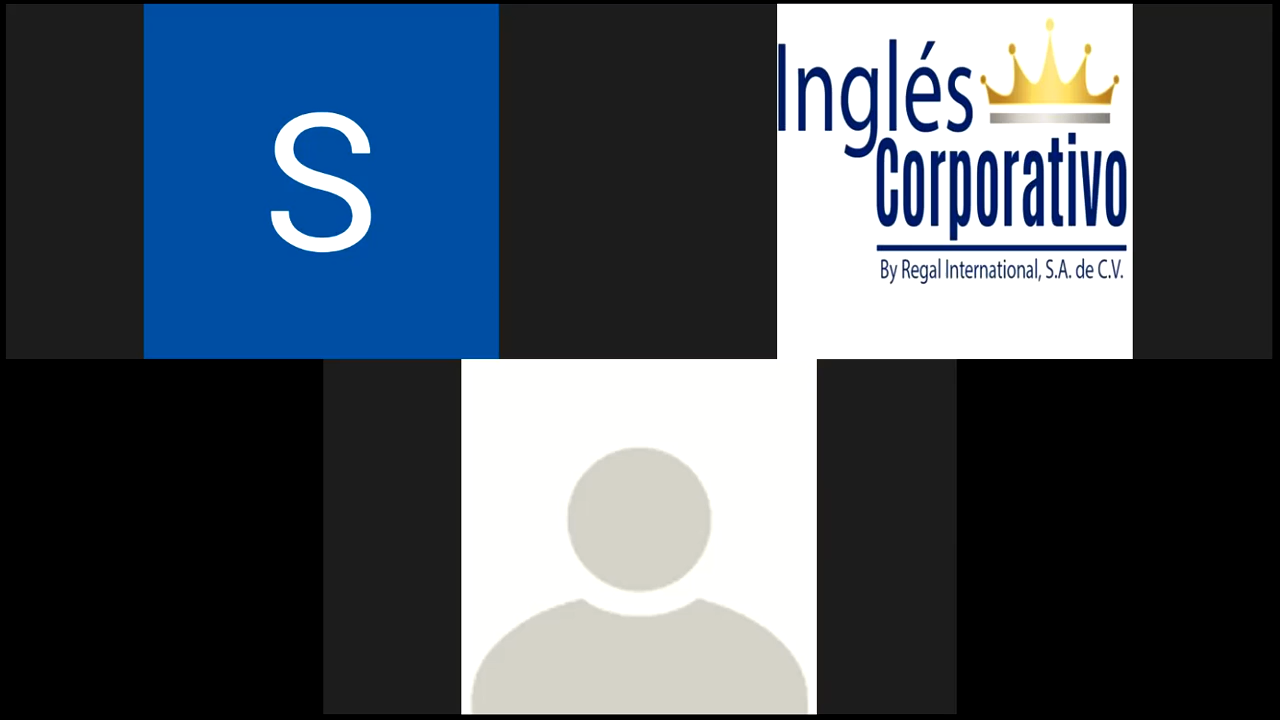 S
Inglés
Corporativo
By Regal International, S.A. de C.V.